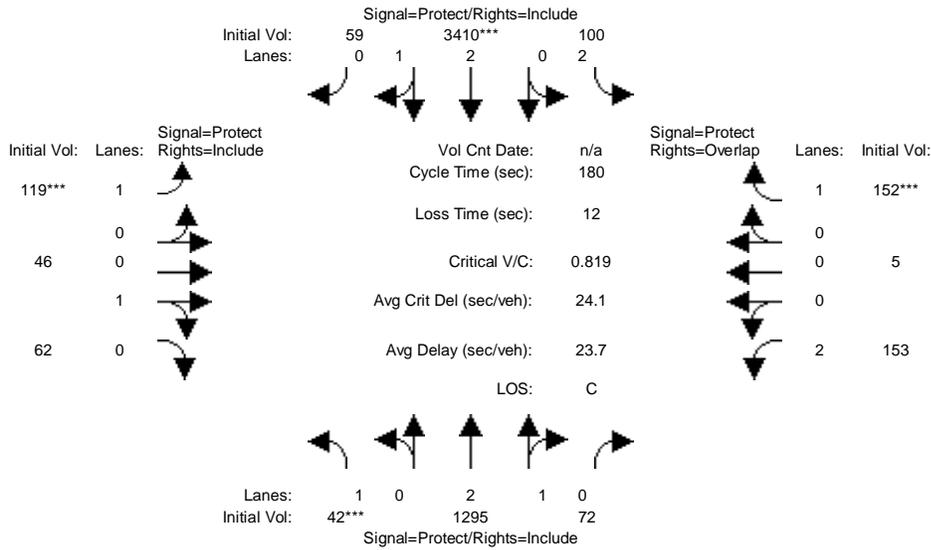 Signal=Protect/Rights=Include
Initial Vol: 59 3410*** 100
Lanes: 0 1 2 0 2
Signal=Protect
Initial Vol: Lanes: Rights=Include
Vol Cnt Date: n/a
Signal=Protect
Rights=Overlap Lanes: Initial Vol:
Cycle Time (sec): 180
119*** 1
1 152***
Loss Time (sec): 12
0
0
46 0
Critical V/C: 0.819
0 5
1
Avg Crit Del (sec/veh): 24.1
0
62 0
Avg Delay (sec/veh): 23.7
2 153
LOS: C
Lanes: 1 0 2 1 0
Initial Vol: 42*** 1295 72
Signal=Protect/Rights=Include